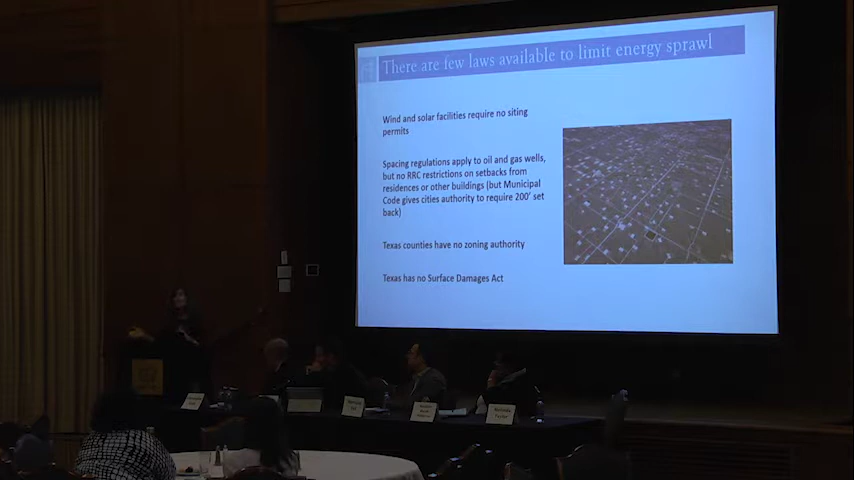 There are few laws available to limit energy sprawl
Wind and solar facilities require no siting
permits
Spacing regulations apply to oil and gas wells,
but no RRC restrictions on setbacks from
residences or other buildings (but Municipal
Code gives cities authority to require 200' set
back)
Texas counties have no zoning authority
Texas has no Surface Damages Act